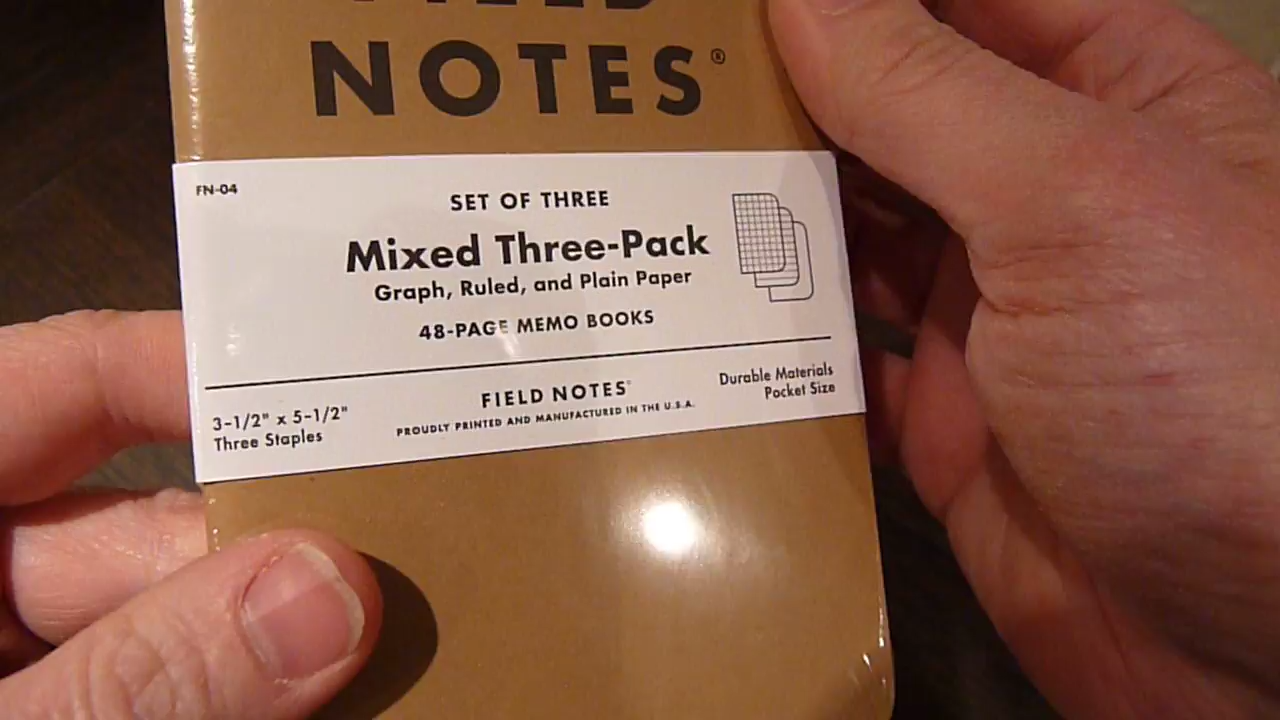 FIELD
NOTES®
FN-04
SET OF THREE
Mixed Three-Pack
Graph, Ruled, and Plain Paper
48-PAGE MEMO BOOKS
3-1/2" x 5-1/2"
Three Staples
FIELD NOTES®
PROUDLY PRINTED AND MANUFACTURED IN THE U.S.A.
Durable Materials
Pocket Size